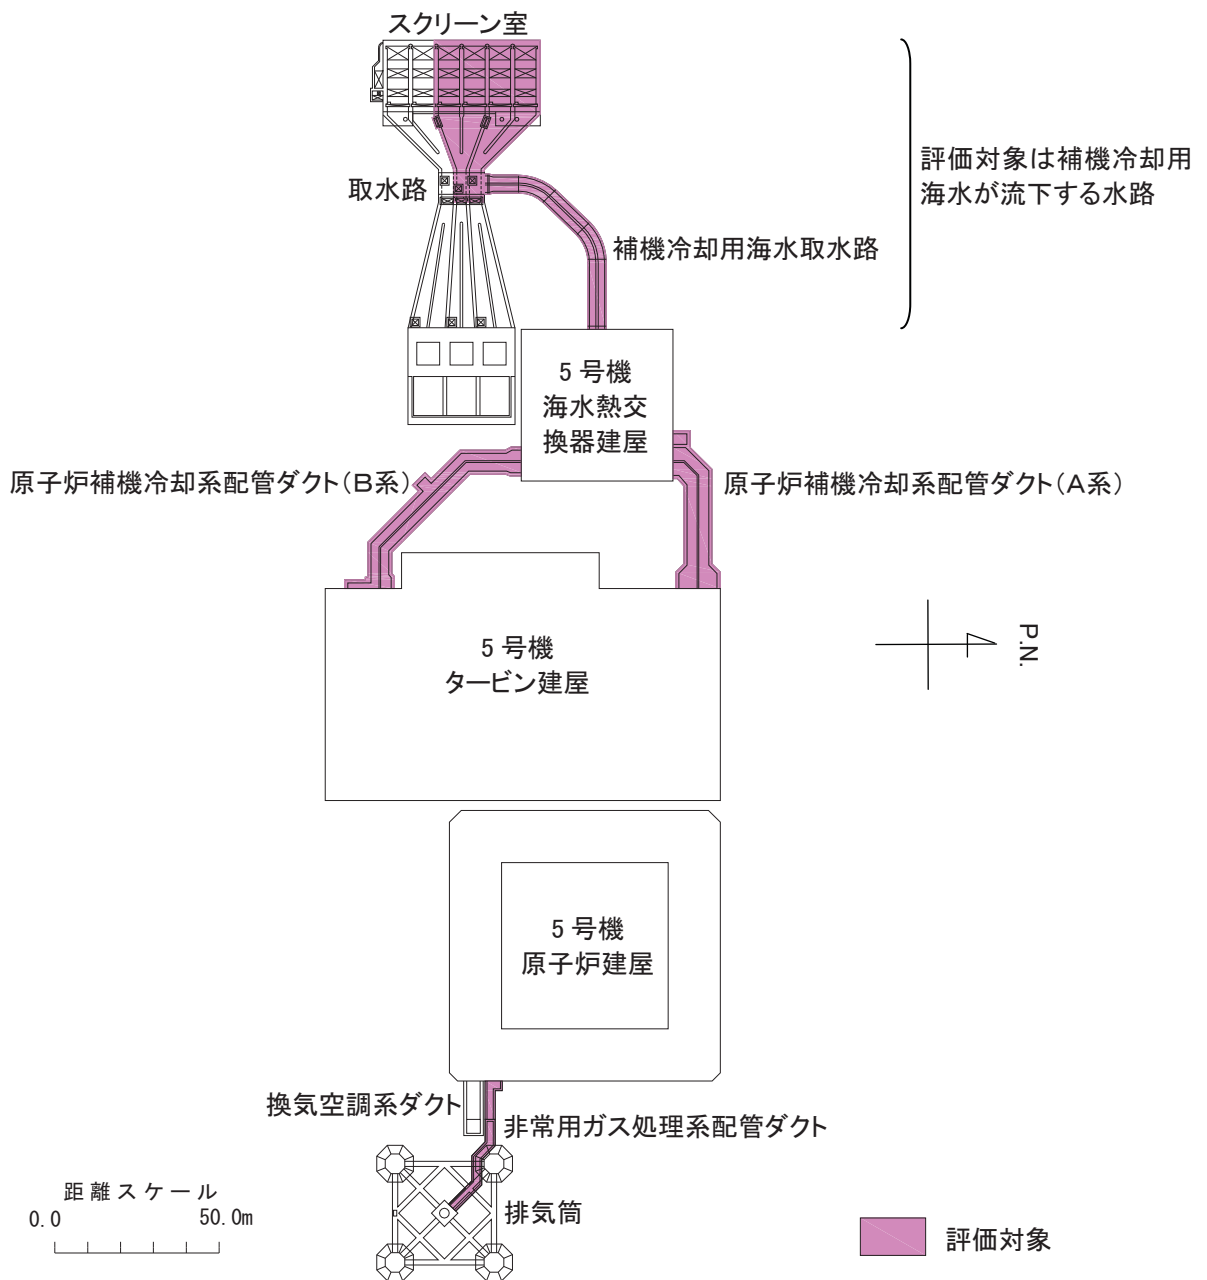 スクリーン室
評価対象は補機冷却用
海水が流下する水路
取水路
補機冷却用海水取水路
5号機
海水熱交
換器建屋
原子炉補機冷却系配管ダクト(B系)
原子炉補機冷却系配管ダクト(A系)
P.N.
5号機
タービン建屋
5号機
原子炉建屋
換気空調系ダクト
非常用ガス処理系配管ダクト
距離スケール
0.0 50.0m
排気筒
評価対象